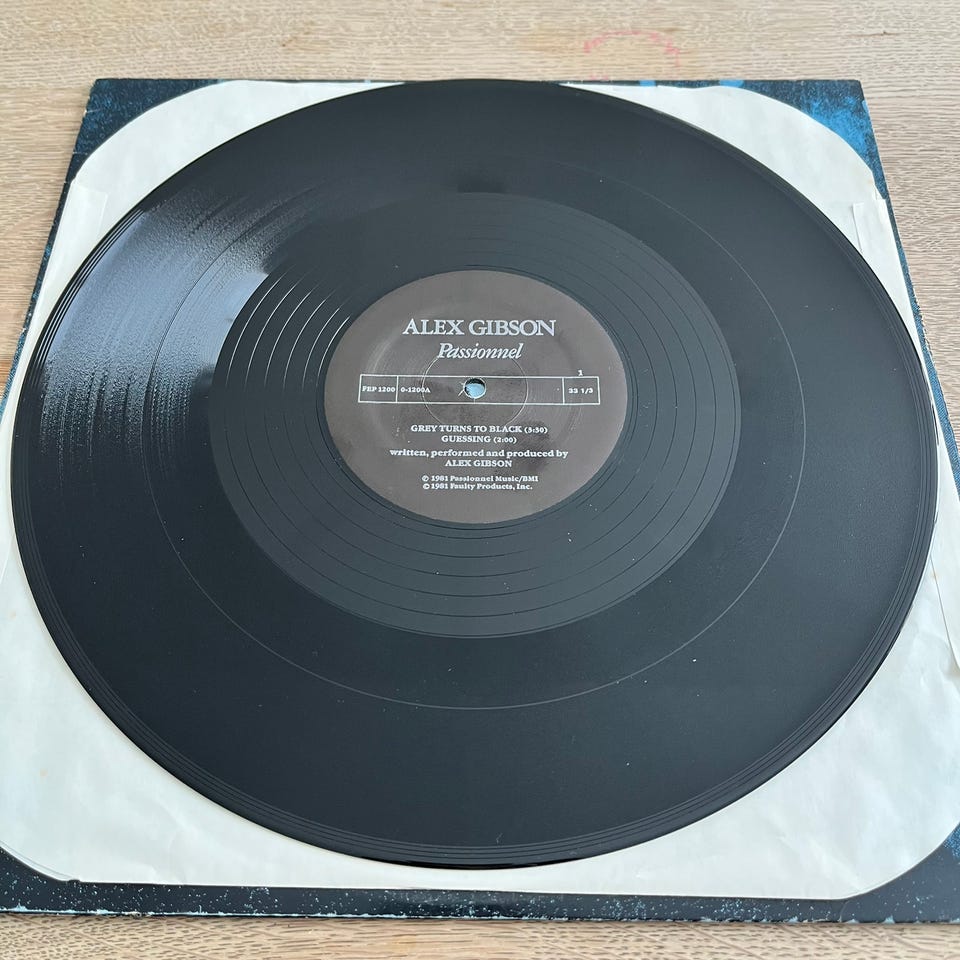 ALEX GIBSON
Passionnel
1
FEP 1200 0-1200A 33 1/3
GREY TURNS TO BLACK (3:30)
GUESSING (2:00)
written, performed and produced by
ALEX GIBSON
© 1981 Passionnel Music/BMI
© 1981 Faulty Products, Inc.